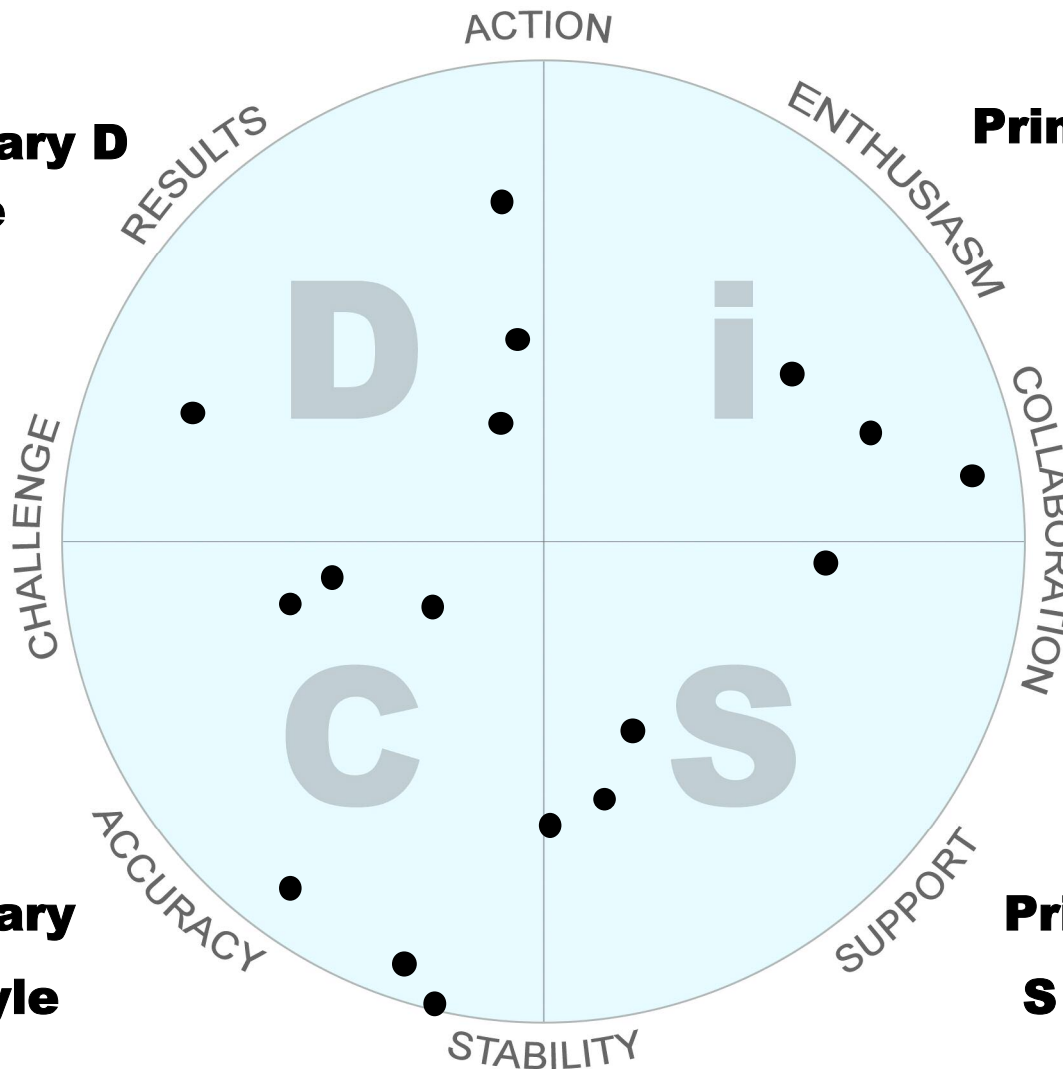 ACTION
ENTHUSIASM
RESULTS
ary D
Prin
e
D
i
COLLABORATION
CHALLENGE
C
S
ACCURACY
SUPPORT
ary
Pri
yle
S
STABILITY